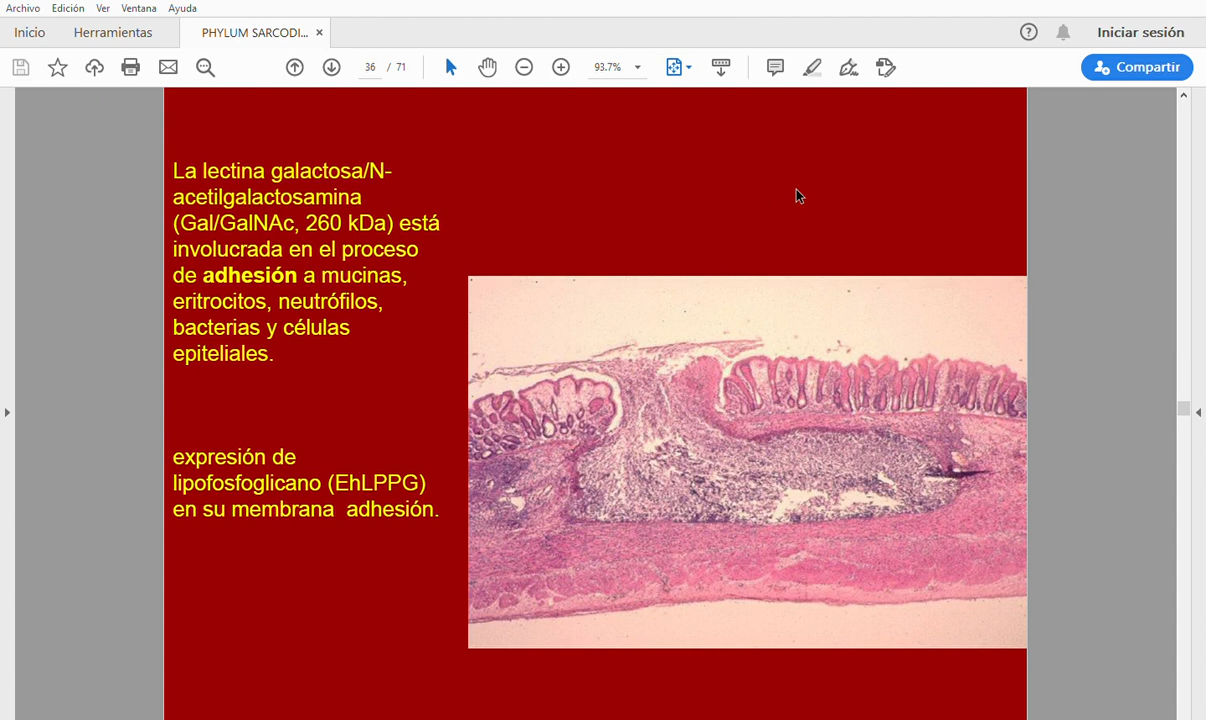 Archivo Edición Ver Ventana Ayuda
Inicio Herramientas PHYLUM SARCODI... × ? Iniciar sesión
36 / 71 93.7% Compartir
La lectina galactosa/N-
acetilgalactosamina
(Gal/GalNAc, 260 kDa) está
involucrada en el proceso
de adhesión a mucinas,
eritrocitos, neutrófilos,
bacterias y células
epiteliales.
expresión de
lipofosfoglicano (EhLPPG)
en su membrana adhesión.